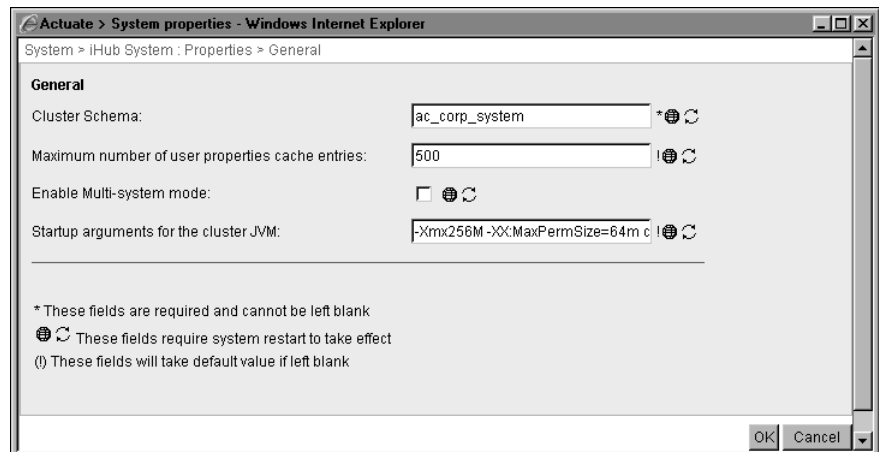 Actuate > System properties - Windows Internet Explorer
System > iHub System : Properties > General
General
Cluster Schema: ac_corp_system *
Maximum number of user properties cache entries: 500 !
Enable Multi-system mode:
Startup arguments for the cluster JVM: -Xmx256M -XX:MaxPermSize=64m c !
* These fields are required and cannot be left blank
These fields require system restart to take effect
(!) These fields will take default value if left blank
OK Cancel